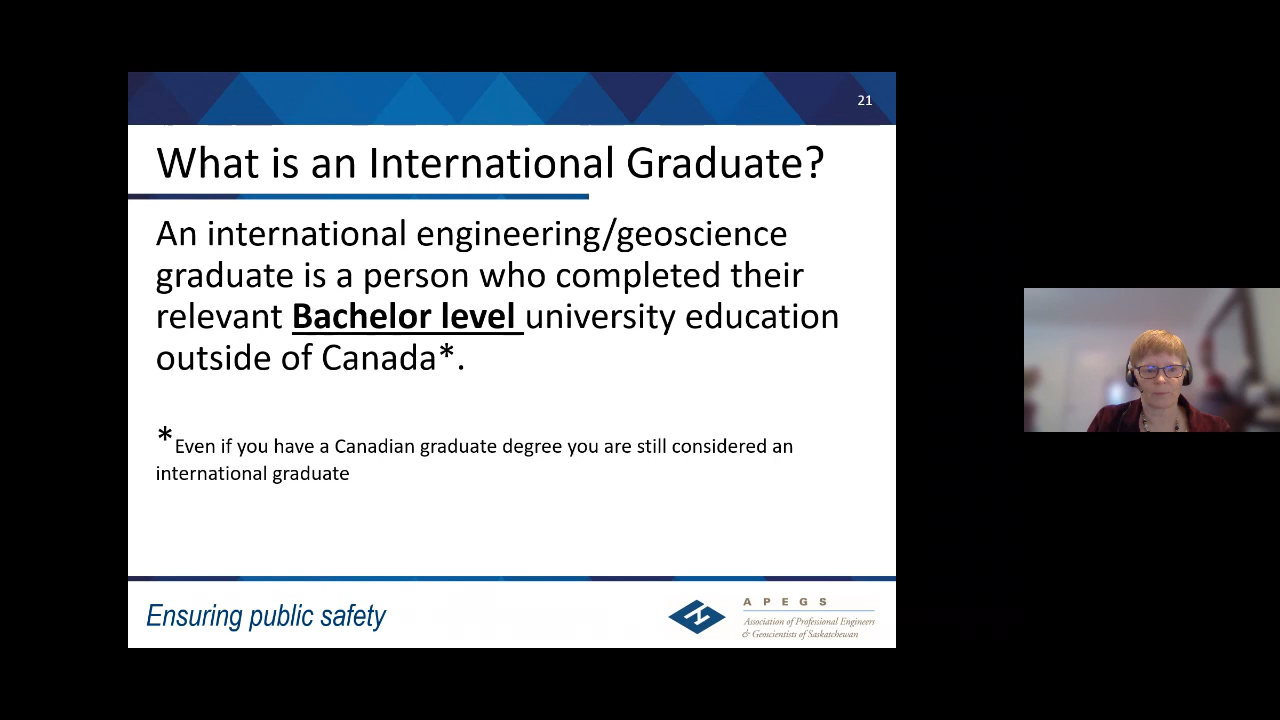 21
What is an International Graduate?
An international engineering/geoscience
graduate is a person who completed their
relevant Bachelor level university education
outside of Canada*.
*Even if you have a Canadian graduate degree you are still considered an
international graduate
Ensuring public safety
A P E G S
Association of Professional Engineers
& Geoscientists of Saskatchewan